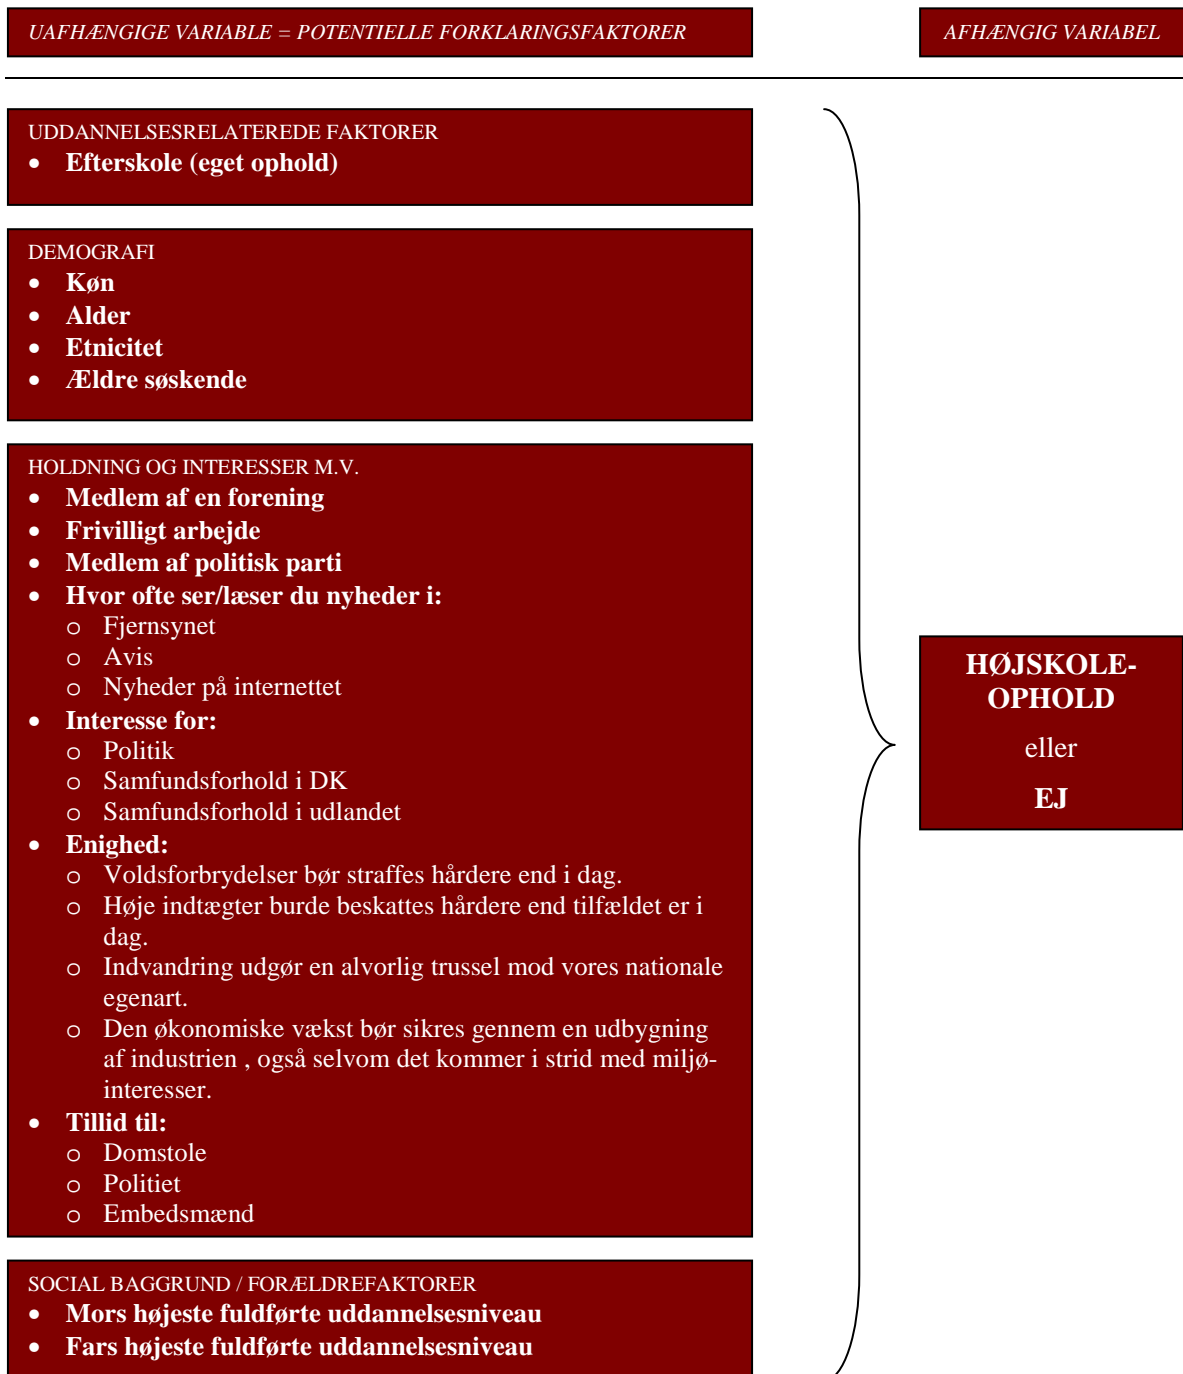 UAFHÆNGIGE VARIABLE = POTENTIELLE FORKLARINGSFAKTORER
AFHÆNGIG VARIABEL
UDDANNELSESRELATEREDE FAKTORER
• Efterskole (eget ophold)
DEMOGRAFI
• Køn
• Alder
• Etnicitet
• Ældre søskende
HOLDNING OG INTERESSER M.V.
• Medlem af en forening
• Frivilligt arbejde
• Medlem af politisk parti
• Hvor ofte ser/læser du nyheder i:
o Fjernsynet
o Avis
o Nyheder på internettet
• Interesse for:
o Politik
o Samfundsforhold i DK
o Samfundsforhold i udlandet
• Enighed:
o Voldsforbrydelser bør straffes hårdere end i dag.
o Høje indtægter burde beskattes hårdere end tilfældet er i
dag.
o Indvandring udgør en alvorlig trussel mod vores nationale
egenart.
o Den økonomiske vækst bør sikres gennem en udbygning
af industrien , også selvom det kommer i strid med miljø-
interesser.
• Tillid til:
o Domstole
o Politiet
o Embedsmænd
SOCIAL BAGGRUND / FORÆLDREFAKTORER
• Mors højeste fuldførte uddannelsesniveau
• Fars højeste fuldførte uddannelsesniveau
HØJSKOLE-
OPHOLD
eller
EJ